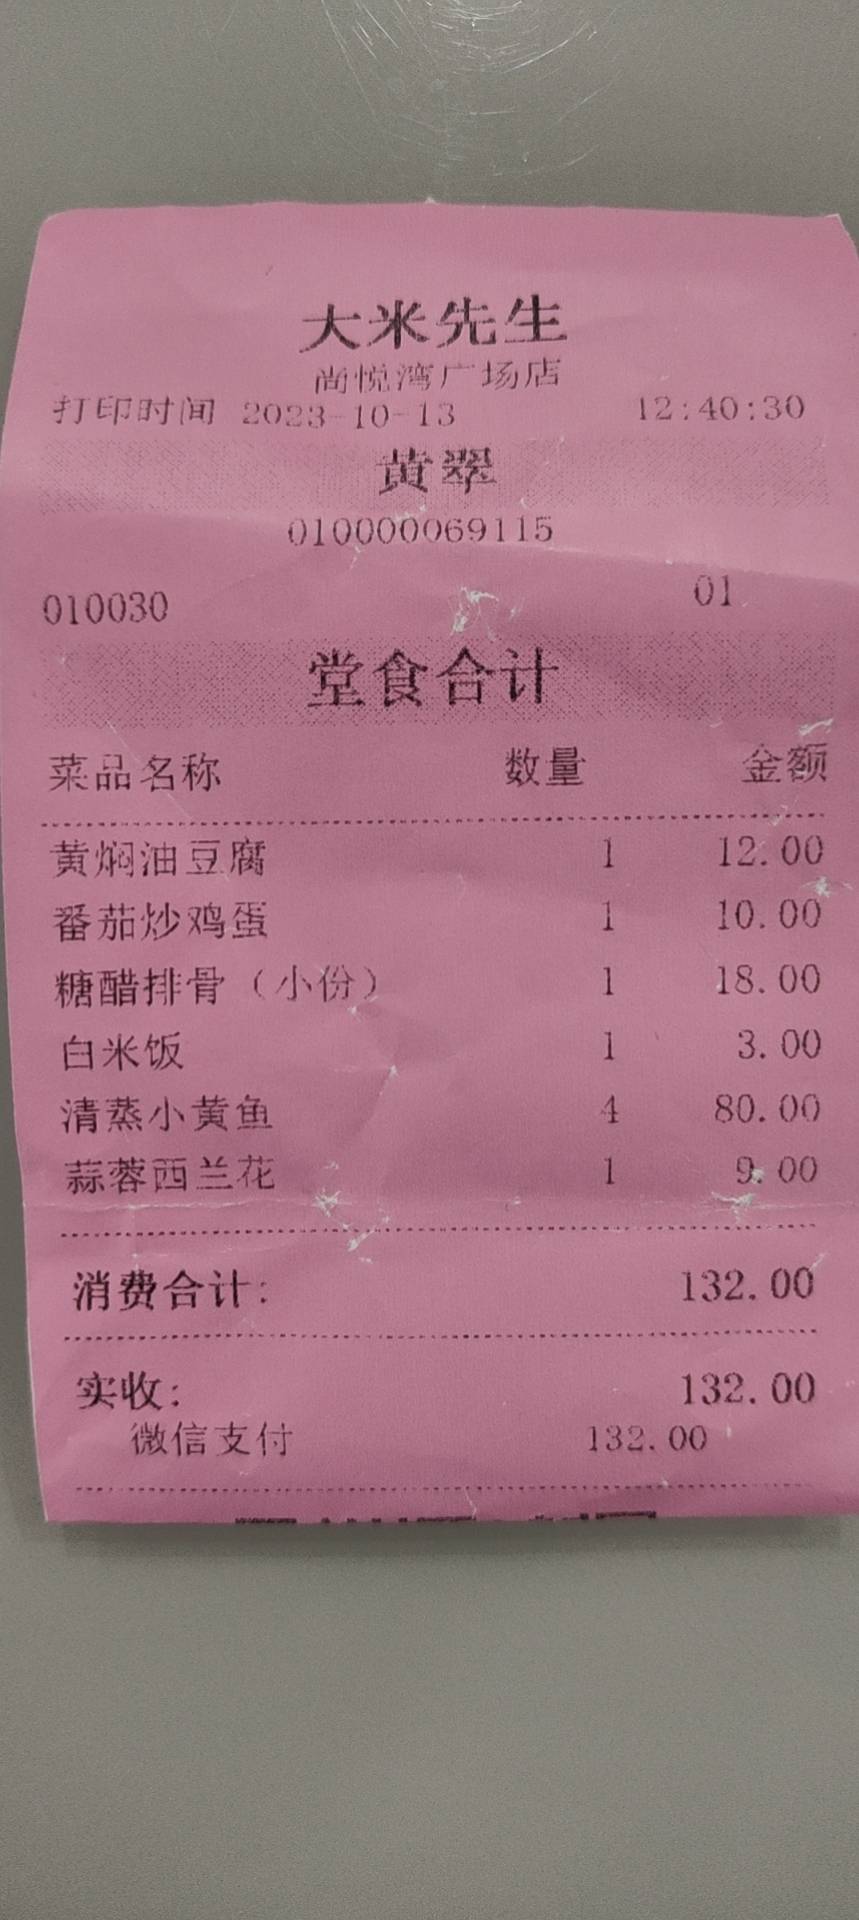 大米先生
尚悦湾广场店
打印时间 2023-10-13 12:40:30
黄翠
010000069115
010030 01
堂食合计
菜品名称 数量 金额
黄焖油豆腐 1 12.00
番茄炒鸡蛋 1 10.00
糖醋排骨（小份） 1 18.00
白米饭 1 3.00
清蒸小黄鱼 4 80.00
蒜蓉西兰花 1 9.00
消费合计: 132.00
实收: 132.00
微信支付 132.00